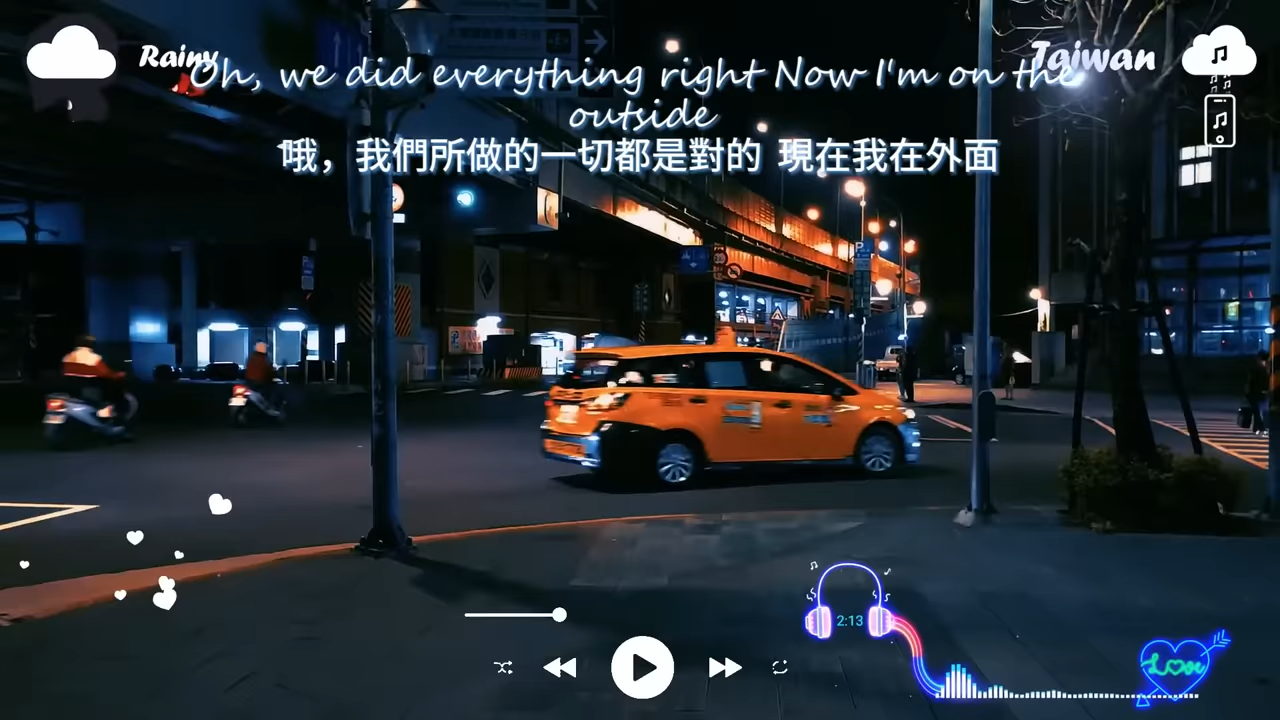 Rainy
Taiwan
Oh, we did everything right Now I'm on the
outside
哦，我們所做的一切都是對的 現在我在外面
P
2:13
Love